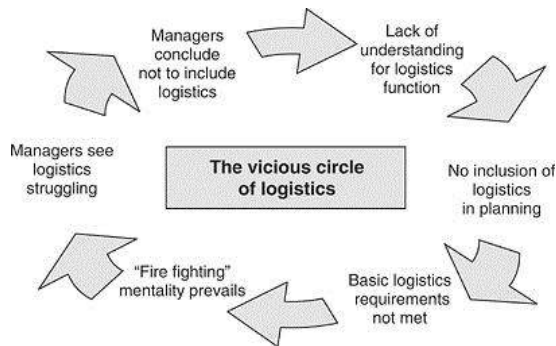 Managers
conclude
not to include
logistics
Lack of
understanding
for logistics
function
Managers see
logistics
struggling
The vicious circle
of logistics
No inclusion of
logistics
in planning
"Fire fighting"
mentality prevails
Basic logistics
requirements
not met